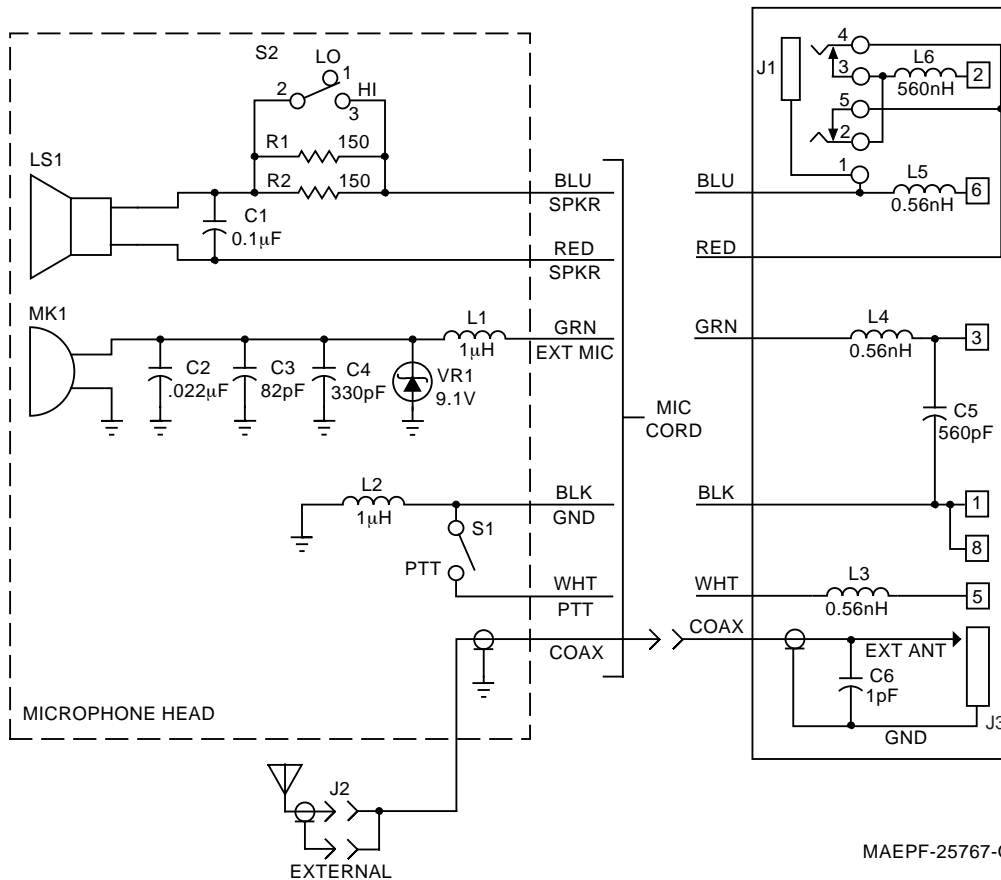 S2
LO
1
2
HI
3
R1 150
R2 150
LS1
C1
0.1µF
BLU
SPKR
RED
SPKR
MK1
L1
1µH
GRN
EXT MIC
C2
.022µF
C3
82pF
C4
330pF
VR1
9.1V
MIC
CORD
L2
1µH
BLK
GND
S1
PTT
WHT
PTT
COAX
MICROPHONE HEAD
J2
EXTERNAL
J1
4
3
5
2
1
L6
560nH
2
BLU
L5
0.56nH
6
RED
GRN
L4
0.56nH
3
C5
560pF
BLK
1
8
WHT
L3
0.56nH
5
COAX
EXT ANT
C6
1pF
GND
J3
MAEPF-25767-